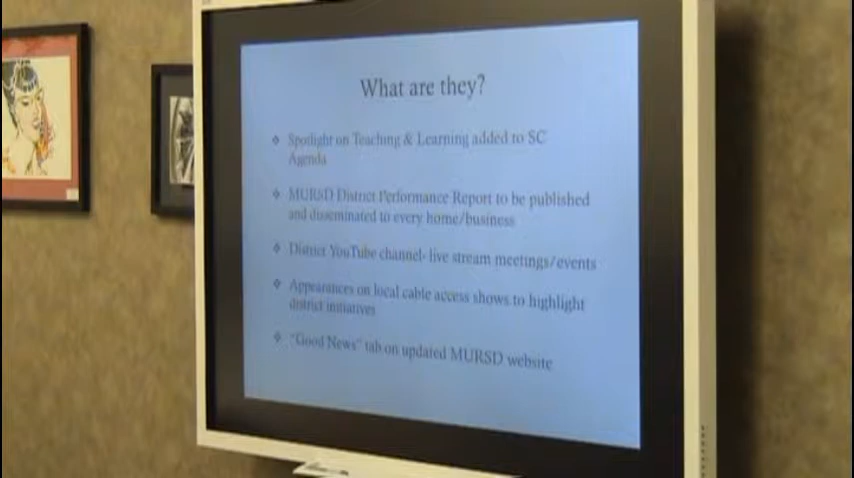 What are they?
❖ Spotlight on Teaching & Learning added to SC
Agenda
❖ MURSD District Performance Report to be published
and disseminated to every home/business
❖ District YouTube channel- live stream meetings/events
❖ Appearances on local cable access shows to highlight
district initiatives
❖ "Good News" tab on updated MURSD website